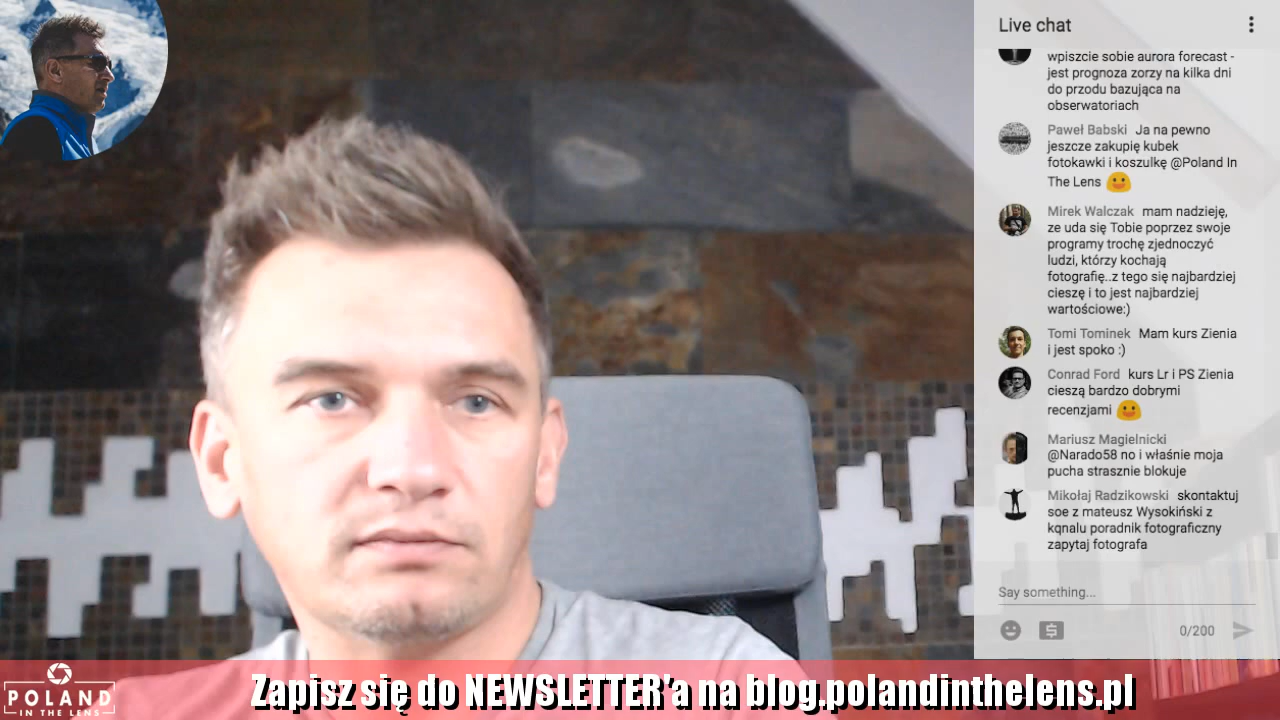 Live chat
wpiszcie sobie aurora forecast -
jest prognoza zorzy na kilka dni
do przodu bazująca na
obserwatoriach
Paweł Babski Ja na pewno
jeszcze zakupię kubek
fotokawki i koszulkę @Poland In
The Lens
Mirek Walczak mam nadzieję,
ze uda się Tobie poprzez swoje
programy trochę zjednoczyć
ludzi, którzy kochają
fotografię..z tego się najbardziej
cieszę i to jest najbardziej
wartościowe:)
Tomi Tominek Mam kurs Zienia
i jest spoko :)
Conrad Ford kurs Lr i PS Zienia
cieszą bardzo dobrymi
recenzjami
Mariusz Magielnicki
@Narado58 no i właśnie moja
pucha strasznie blokuje
Mikołaj Radzikowski skontaktuj
soe z mateusz Wysokiński z
kqnalu poradnik fotograficzny
zapytaj fotografa
Say something...
0/200
POLAND
IN THE LENS
Zapisz się do NEWSLETTER'a na blog.polandinthelens.pl